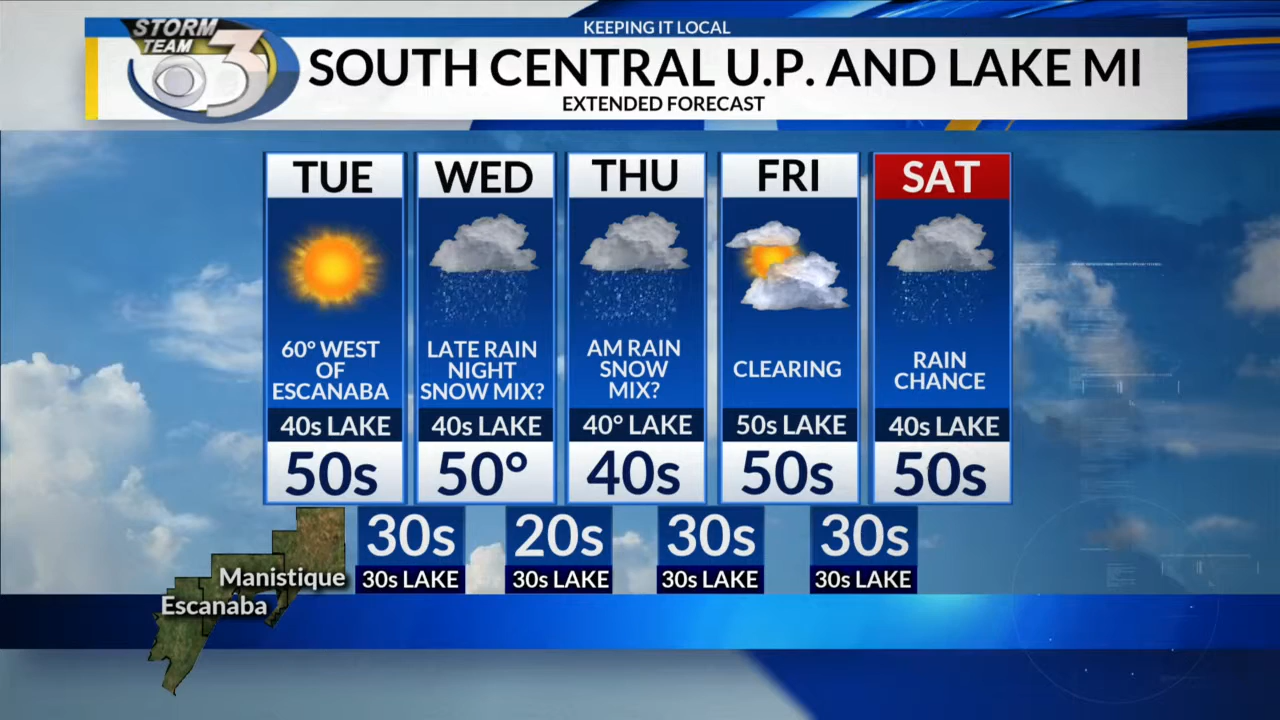 KEEPING IT LOCAL
STORM
TEAM
3
SOUTH CENTRAL U.P. AND LAKE MI
EXTENDED FORECAST
TUE
60° WEST
OF
ESCANABA
40s LAKE
50s
WED
LATE RAIN
NIGHT
SNOW MIX?
40s LAKE
50°
THU
AM RAIN
SNOW
MIX?
40° LAKE
40s
FRI
CLEARING
50s LAKE
50s
SAT
RAIN
CHANCE
40s LAKE
50s
30s
30s LAKE
20s
30s LAKE
30s
30s LAKE
30s
30s LAKE
Manistique
Escanaba